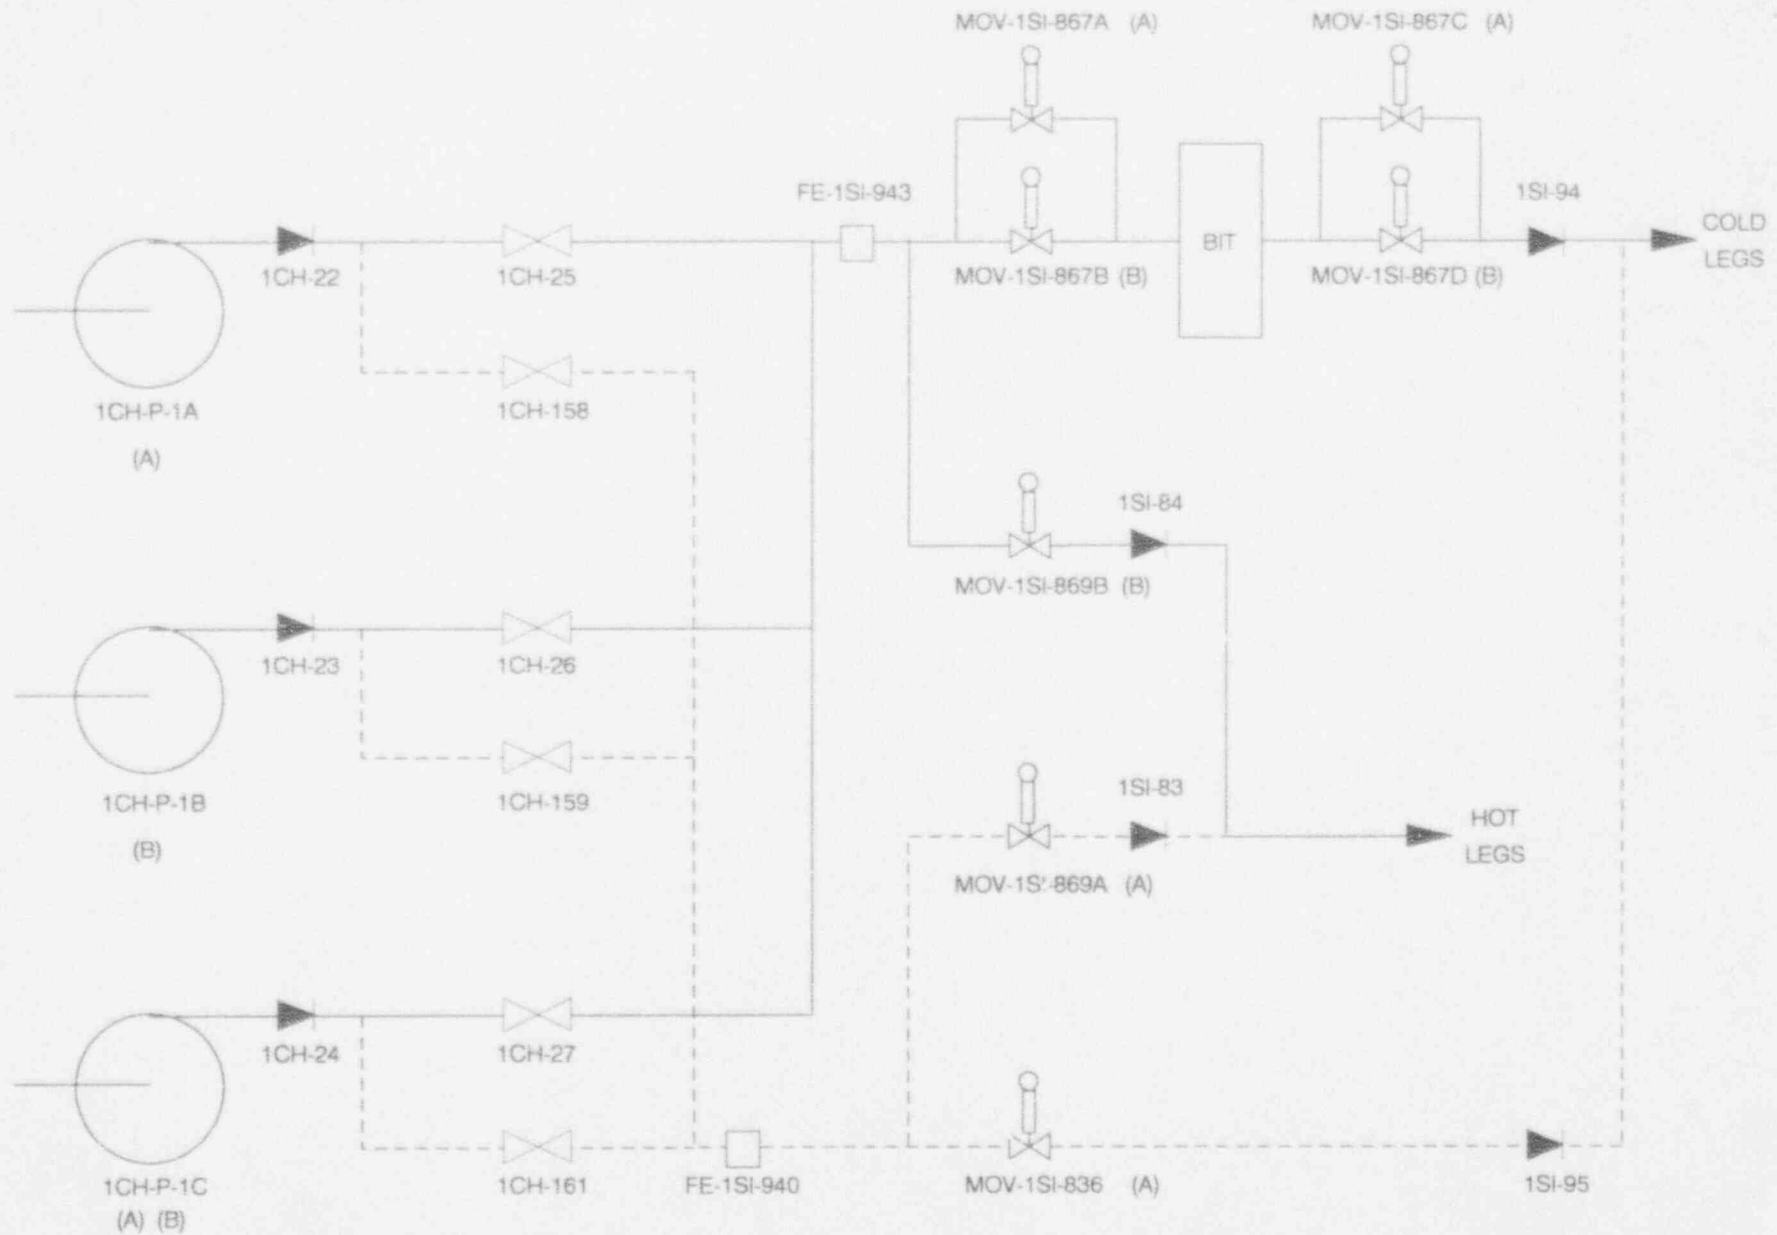 MOV-1SI-867A (A)
MOV-1SI-867C (A)
FE-1SI-943
1SI-94
COLD
LEGS
1CH-22
1CH-25
MOV-1SI-867B (B)
BIT
MOV-1SI-867D (B)
1CH-P-1A
(A)
1CH-158
1SI-84
MOV-1SI-869B (B)
1CH-23
1CH-26
1CH-P-1B
(B)
1CH-159
1SI-83
HOT
LEGS
MOV-1S'-869A (A)
1CH-24
1CH-27
1CH-P-1C
(A) (B)
1CH-161
FE-1SI-940
MOV-1SI-836 (A)
1SI-95